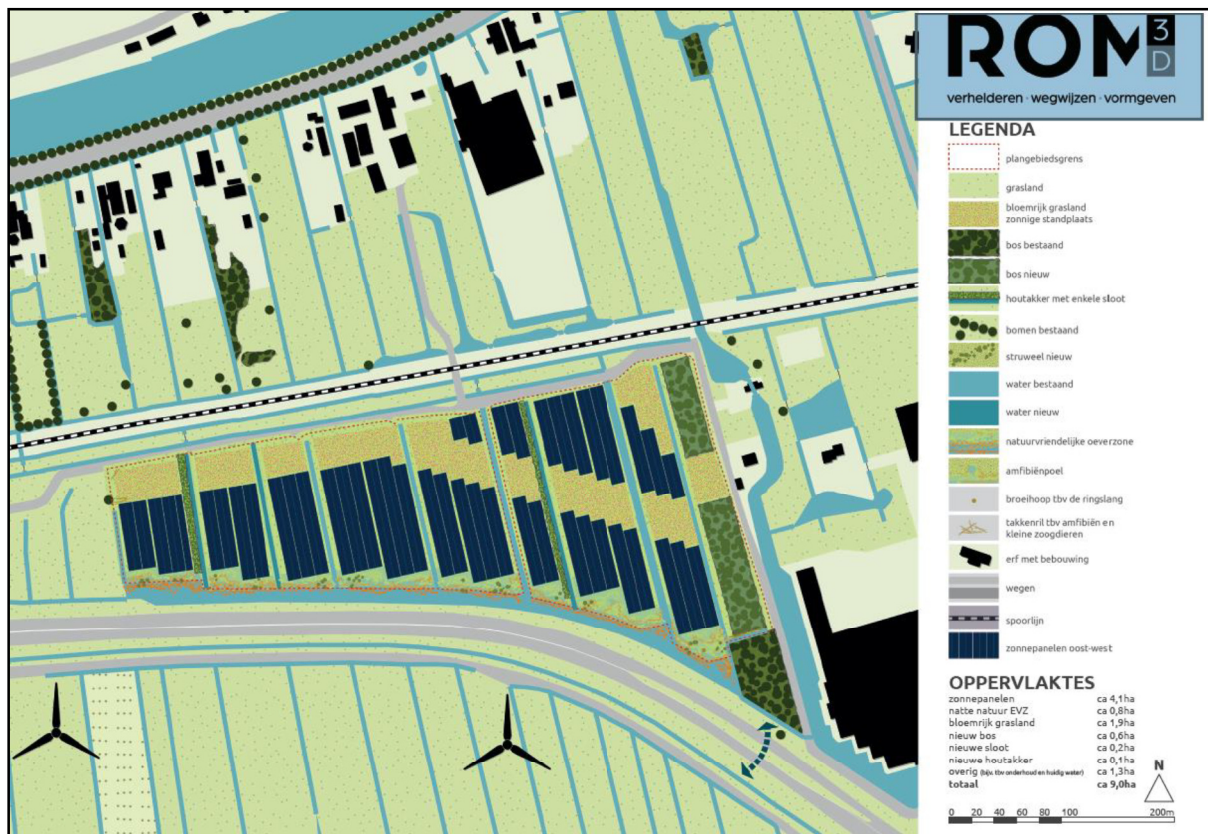 ROM 3D
verhelderen · wegwijzen · vormgeven
LEGENDA
plangebiedsgrens
grasland
bloemrijk grasland
zonnige standplaats
bos bestaand
bos nieuw
houtakker met enkele sloot
bomen bestaand
struweel nieuw
water bestaand
water nieuw
natuurvriendelijke oeverzone
amfibiënpoel
broeihoop tbv de ringslang
takkenril tbv amfibiën en
kleine zoogdieren
erf met bebouwing
wegen
spoorlijn
zonnepanelen oost-west
OPPERVLAKTES
zonnepanelen ca 4,1ha
natte natuur EVZ ca 0,8ha
bloemrijk grasland ca 1,9ha
nieuw bos ca 0,6ha
nieuwe sloot ca 0,2ha
nieuwe houtakker ca 0,1ha
overig (bijv. tbv onderhoud en huidig water) ca 1,3ha
totaal ca 9,0ha
N
0 20 40 60 80 100 200m